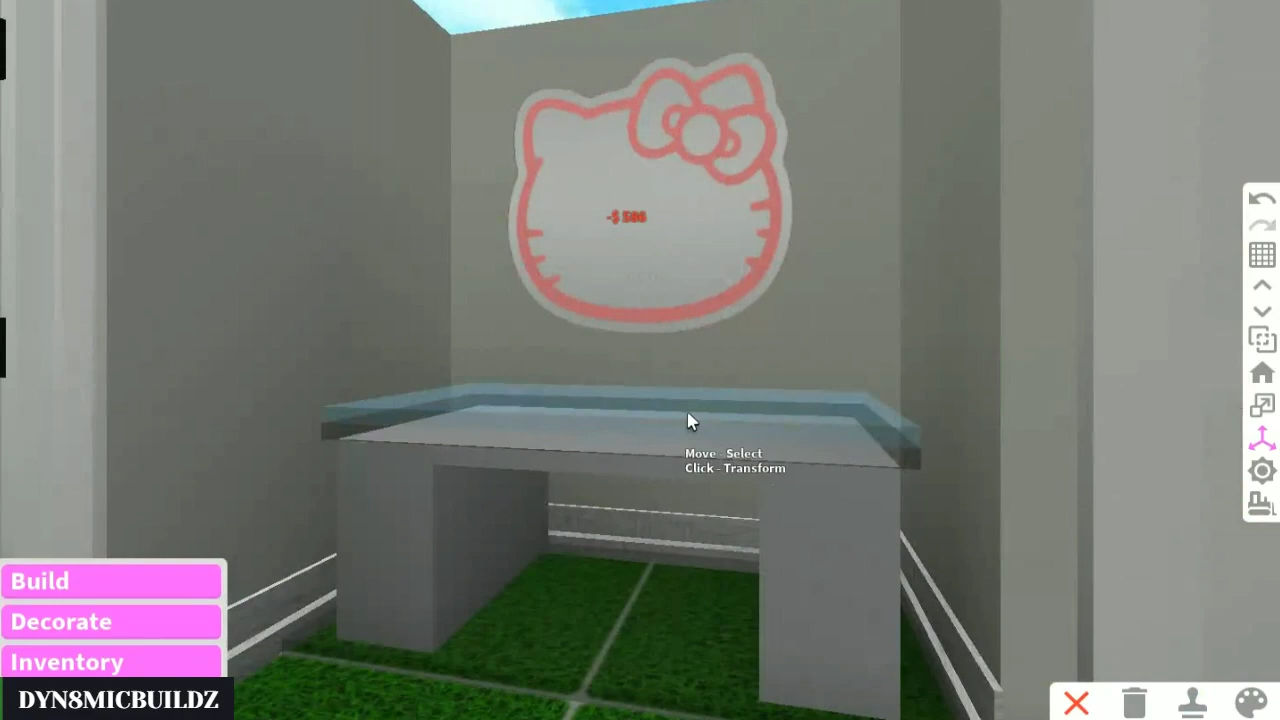 -$ 500
Move - Select
Click - Transform
Build
Decorate
Inventory
DYN8MICBUILDZ